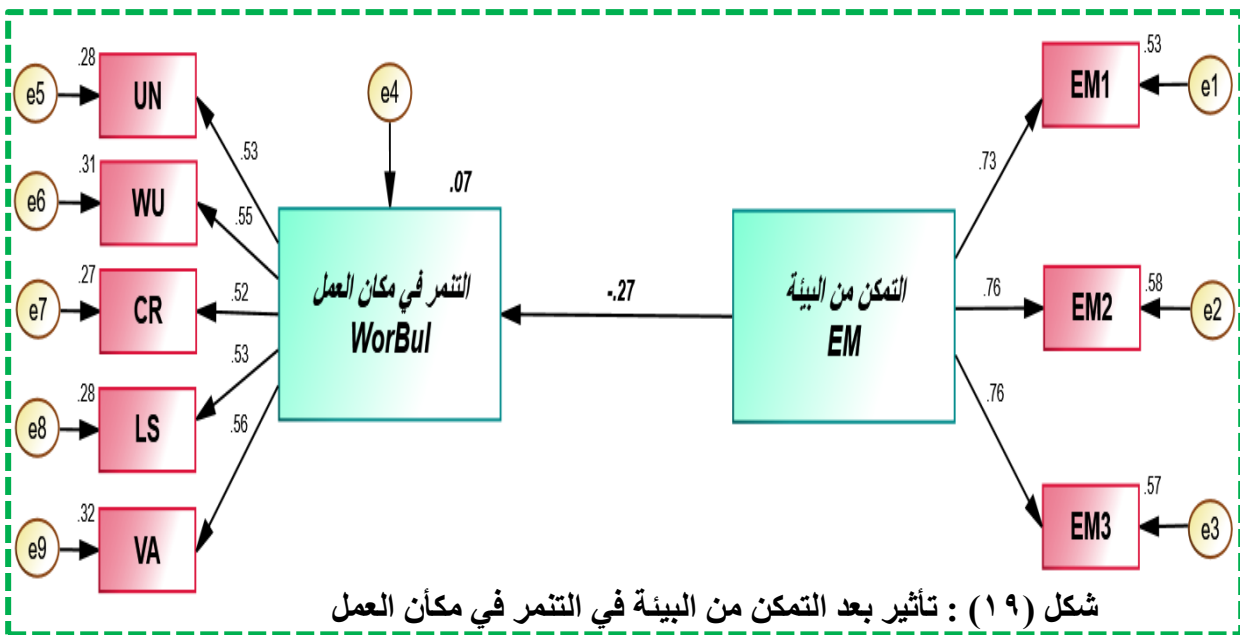 .28
e5
UN
.53
.31
e6
WU
.55
.27
e7
CR
.52
.28
e8
LS
.53
.32
e9
VA
.56
e4
.07
التنمر في مكان العمل
WorBul
-.27
التمكن من البيئة
EM
.73
.53
EM1
e1
.76
.58
EM2
e2
.76
.57
EM3
e3
شكل (١٩) : تأثير بعد التمكن من البيئة في التنمر في مكأن العمل